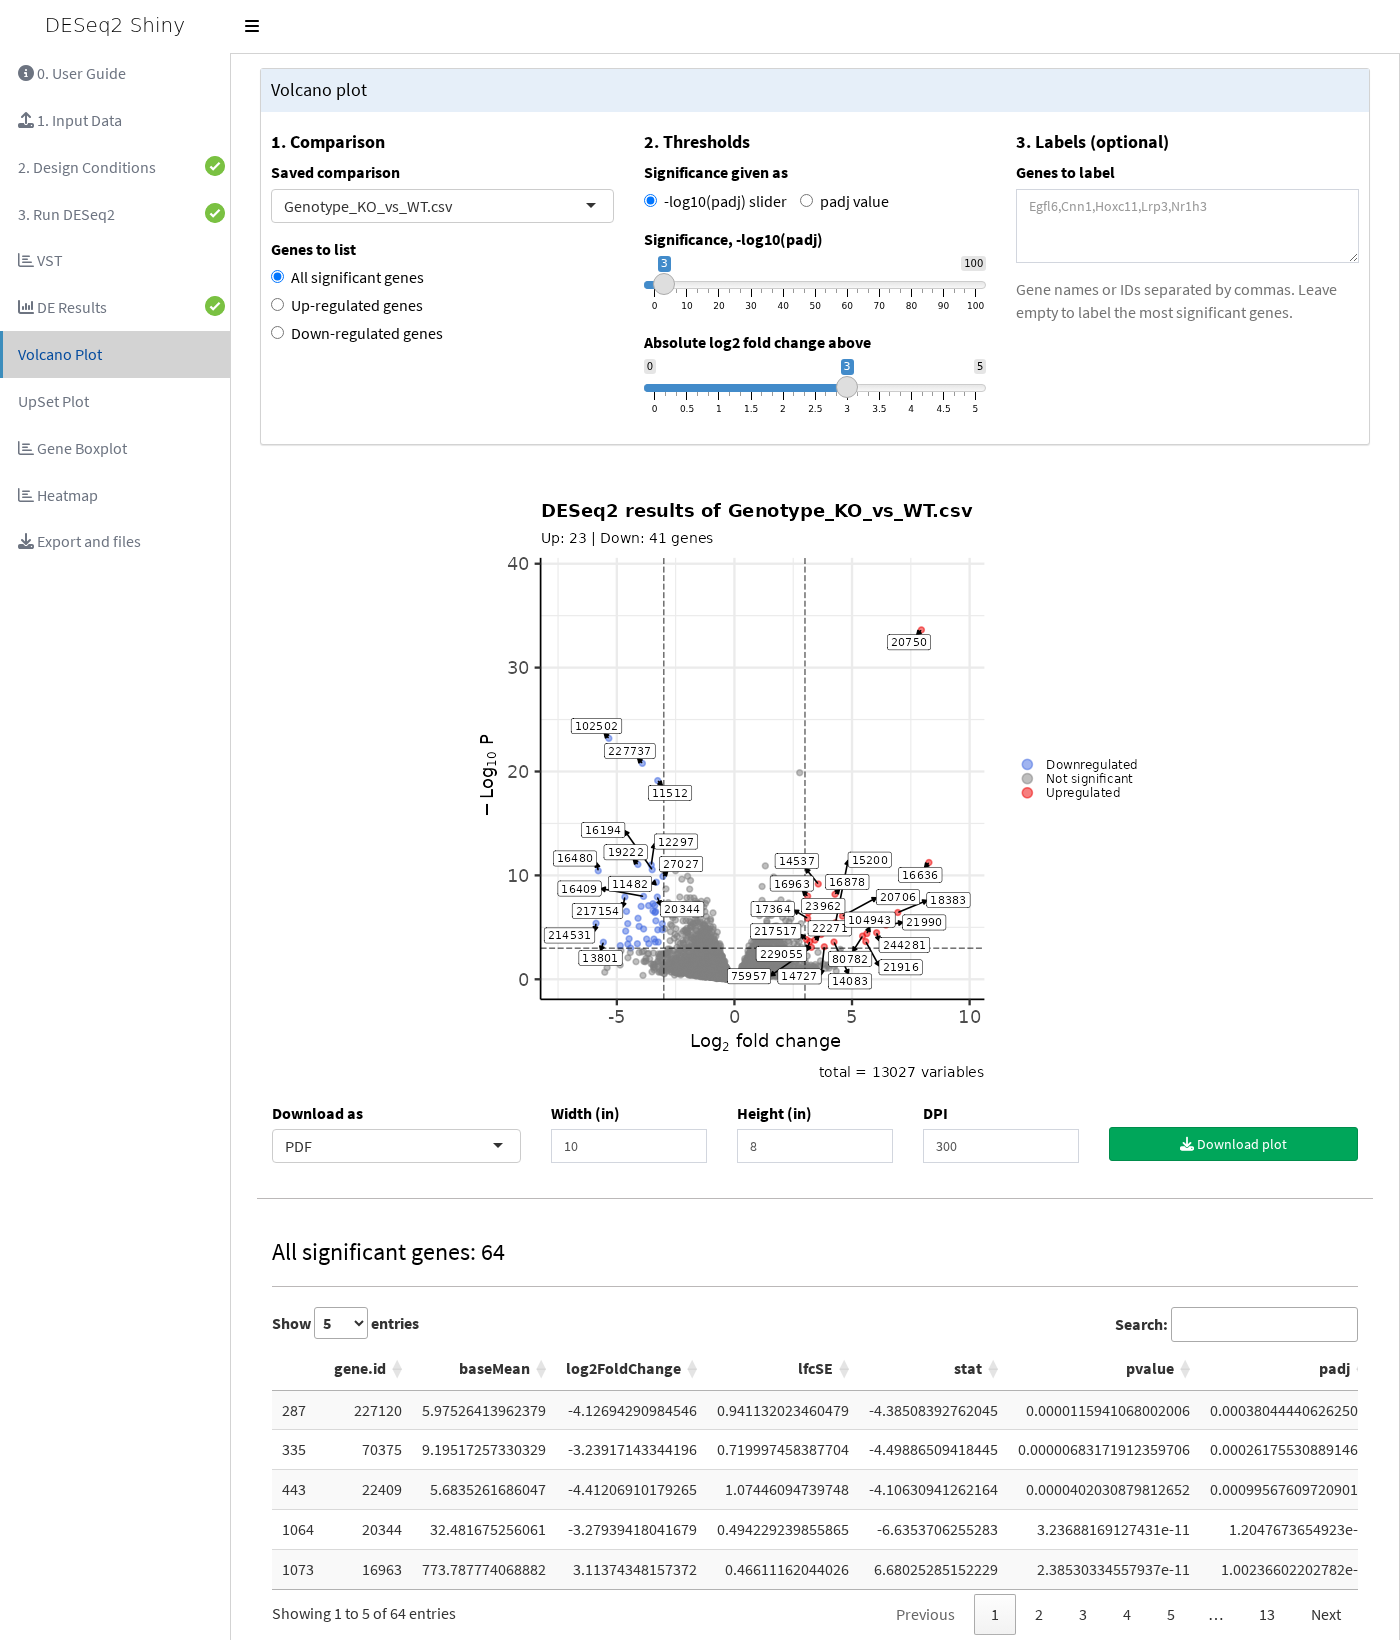 DESeq2 Shiny
0. User Guide
1. Input Data
2. Design Conditions
3. Run DESeq2
VST
DE Results
Volcano Plot
UpSet Plot
Gene Boxplot
Heatmap
Export and files
Volcano plot
1. Comparison
Saved comparison
Genotype_KO_vs_WT.csv
Genes to list
All significant genes
Up-regulated genes
Down-regulated genes
2. Thresholds
Significance given as
-log10(padj) slider padj value
Significance, -log10(padj)
3 100
0 10 20 30 40 50 60 70 80 90 100
Absolute log2 fold change above
0 3 5
0 0.5 1 1.5 2 2.5 3 3.5 4 4.5 5
3. Labels (optional)
Genes to label
Egfl6,Cnn1,Hoxc11,Lrp3,Nr1h3
Gene names or IDs separated by commas. Leave
empty to label the most significant genes.
DESeq2 results of Genotype_KO_vs_WT.csv
Up: 23 | Down: 41 genes
40
20750
30
102502
227737
− Log10 P
20
11512
Downregulated
Not significant
Upregulated
16194
12297
19222
16480
27027
14537
15200
16636
10
11482
16409
16963
16878
20706
18383
217154
20344
17364
23962
104943
21990
214531
217517
22271
244281
13801
229055
80782
21916
0
75957
14727
14083
-5 0 5 10
Log2 fold change
total = 13027 variables
Download as
PDF
Width (in)
10
Height (in)
8
DPI
300
Download plot
All significant genes: 64
Show 5 entries
Search:
gene.id baseMean log2FoldChange lfcSE stat pvalue padj
287 227120 5.97526413962379 -4.12694290984546 0.941132023460479 -4.38508392762045 0.0000115941068002006 0.00038044440626250
335 70375 9.19517257330329 -3.23917143344196 0.719997458387704 -4.49886509418445 0.00000683171912359706 0.00026175530889146
443 22409 5.6835261686047 -4.41206910179265 1.07446094739748 -4.10630941262164 0.0000402030879812652 0.00099567609720901
1064 20344 32.481675256061 -3.27939418041679 0.494229239855865 -6.6353706255283 3.23688169127431e-11 1.2047673654923e-
1073 16963 773.787774068882 3.11374348157372 0.46611162044026 6.68025285152229 2.38530334557937e-11 1.00236602202782e-
Showing 1 to 5 of 64 entries
Previous 1 2 3 4 5 … 13 Next